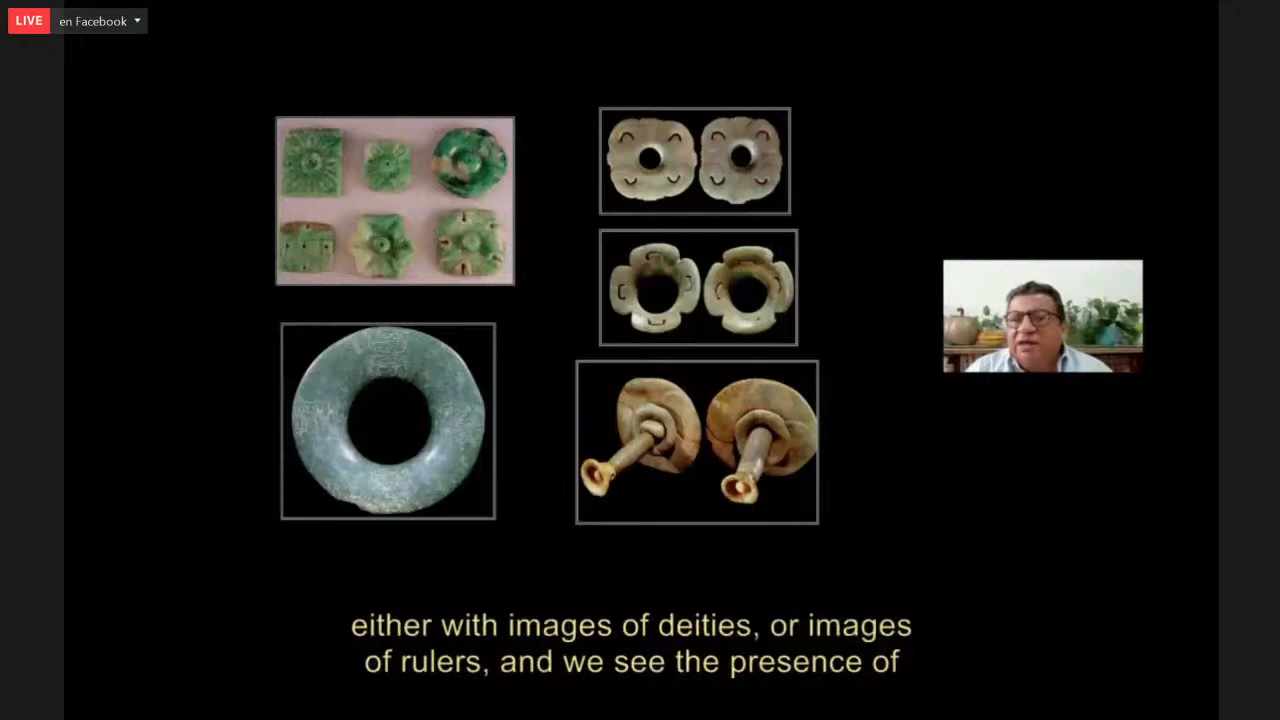 LIVE en Facebook
either with images of deities, or images
of rulers, and we see the presence of